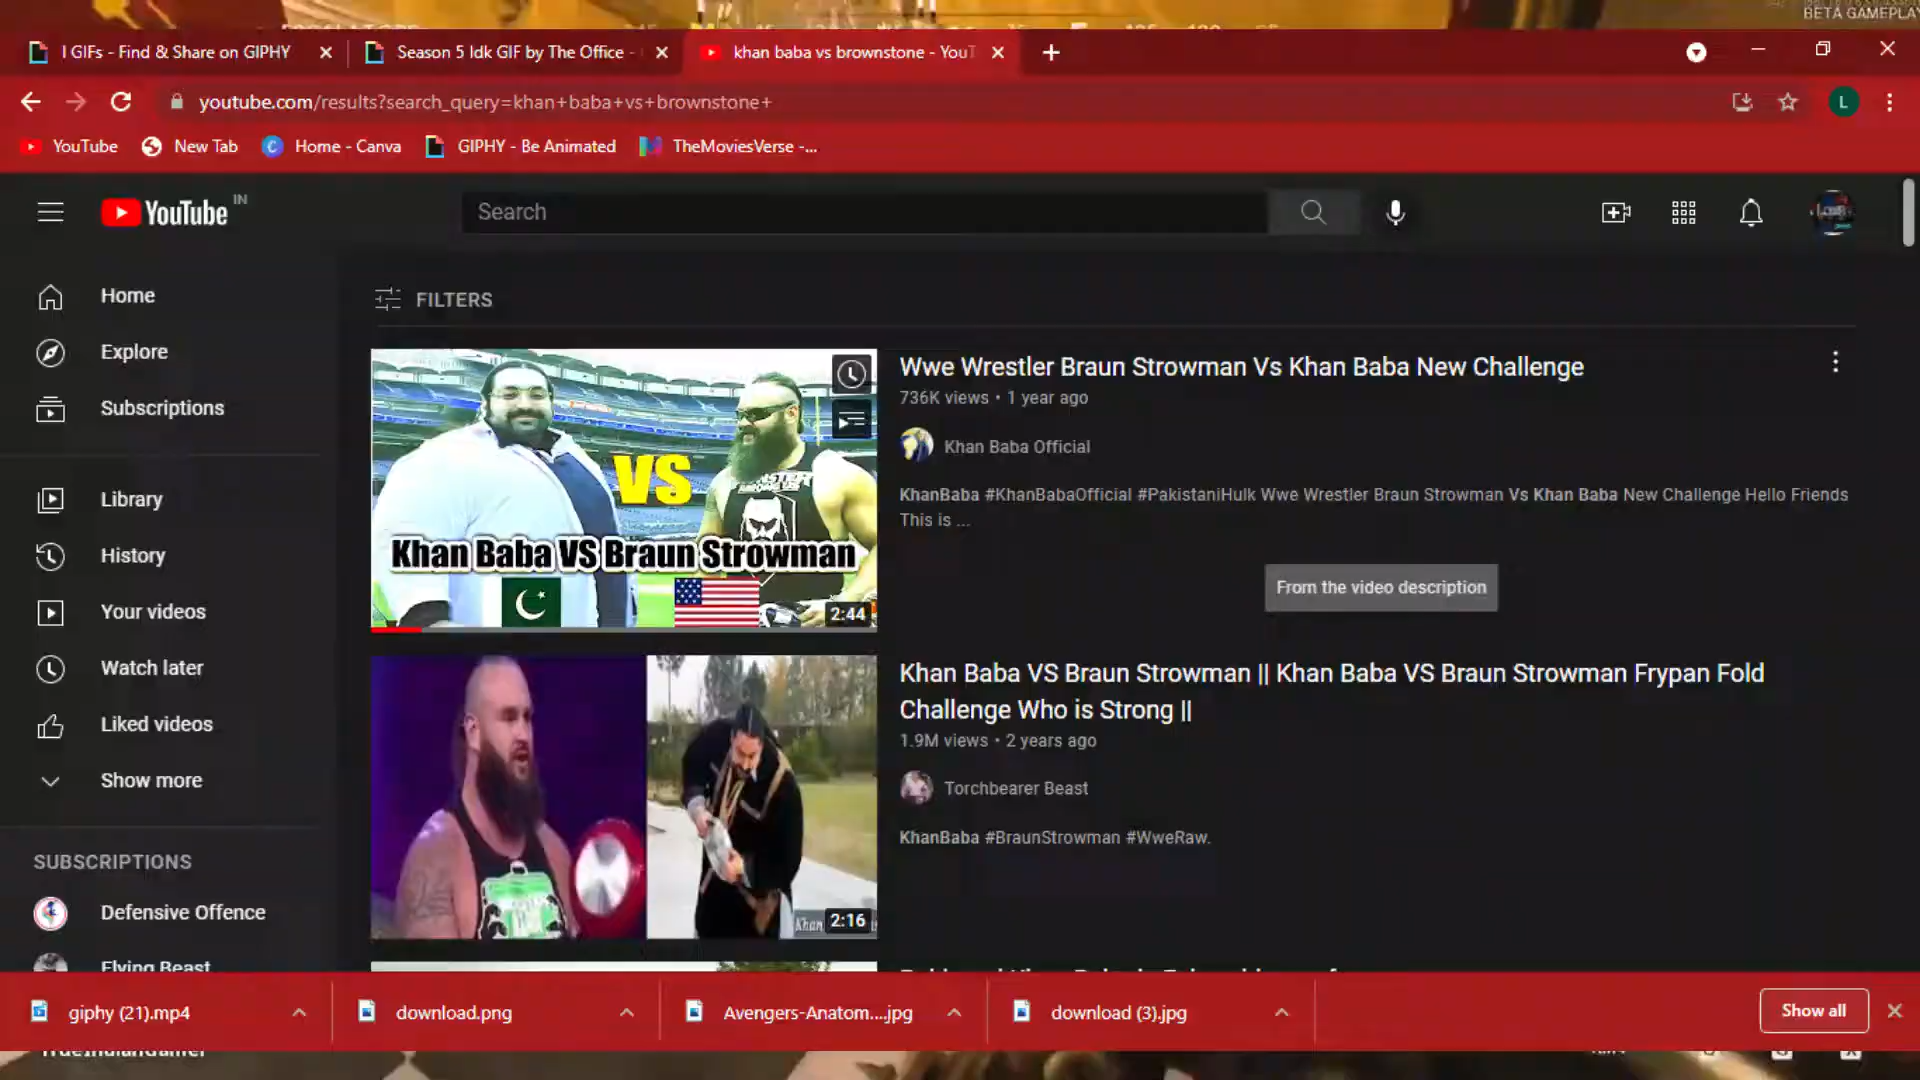 BETA GAMEPLAY
I GIFs - Find & Share on GIPHY
Season 5 Idk GIF by The Office -
khan baba vs brownstone - YouT
youtube.com/results?search_query=khan+baba+vs+brownstone+
L
YouTube
New Tab
Home - Canva
GIPHY - Be Animated
TheMoviesVerse -...
YouTube IN
Search
Home
Explore
Subscriptions
Library
History
Your videos
Watch later
Liked videos
Show more
SUBSCRIPTIONS
Defensive Offence
Flying Beast
FILTERS
VS
Khan Baba VS Braun Strowman
2:44
Wwe Wrestler Braun Strowman Vs Khan Baba New Challenge
736K views • 1 year ago
Khan Baba Official
KhanBaba #KhanBabaOfficial #PakistaniHulk Wwe Wrestler Braun Strowman Vs Khan Baba New Challenge Hello Friends
This is ...
From the video description
Khan
2:16
Khan Baba VS Braun Strowman || Khan Baba VS Braun Strowman Frypan Fold
Challenge Who is Strong ||
1.9M views • 2 years ago
Torchbearer Beast
KhanBaba #BraunStrowman #WweRaw.
giphy (21).mp4
download.png
Avengers-Anatom....jpg
download (3).jpg
Show all
TrueIndianGamer